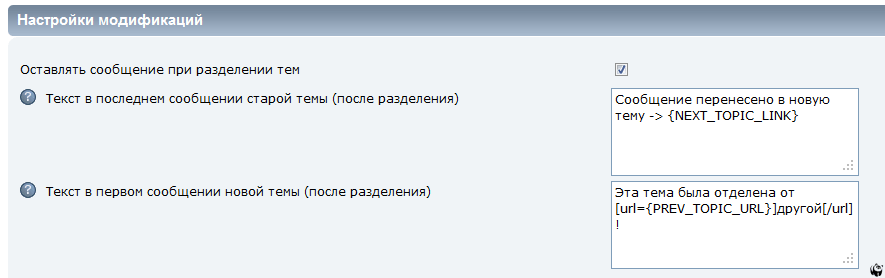 Настройки модификаций
Оставлять сообщение при разделении тем
? Текст в последнем сообщении старой темы (после разделения)
Сообщение перенесено в новую
тему -> {NEXT_TOPIC_LINK}
? Текст в первом сообщении новой темы (после разделения)
Эта тема была отделена от
[url={PREV_TOPIC_URL}]другой[/url]
!